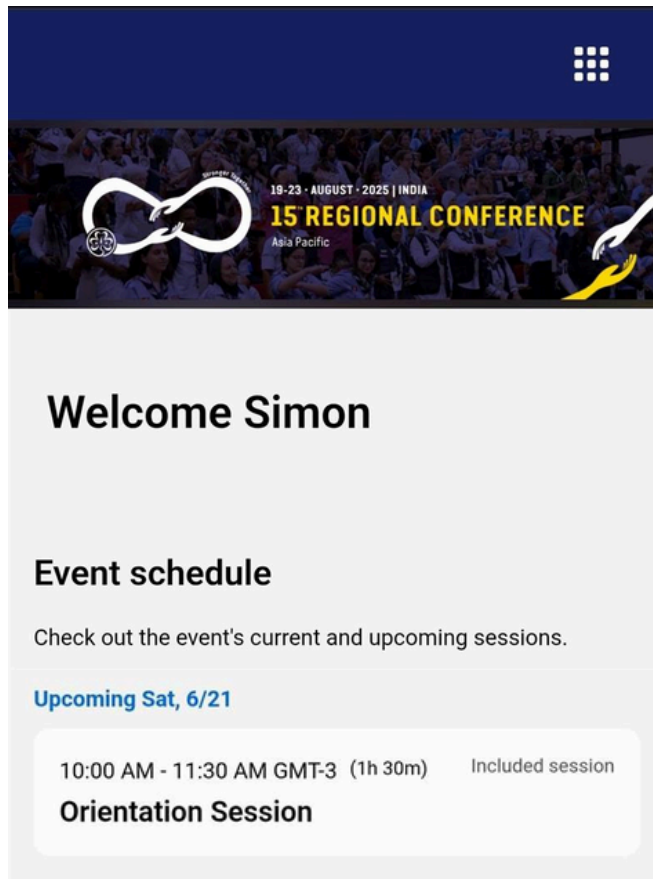 Stronger Together
19-23 · AUGUST · 2025 | INDIA
15TH REGIONAL CONFERENCE
Asia Pacific
Welcome Simon
Event schedule
Check out the event's current and upcoming sessions.
Upcoming Sat, 6/21
10:00 AM - 11:30 AM GMT-3 (1h 30m) Included session
Orientation Session